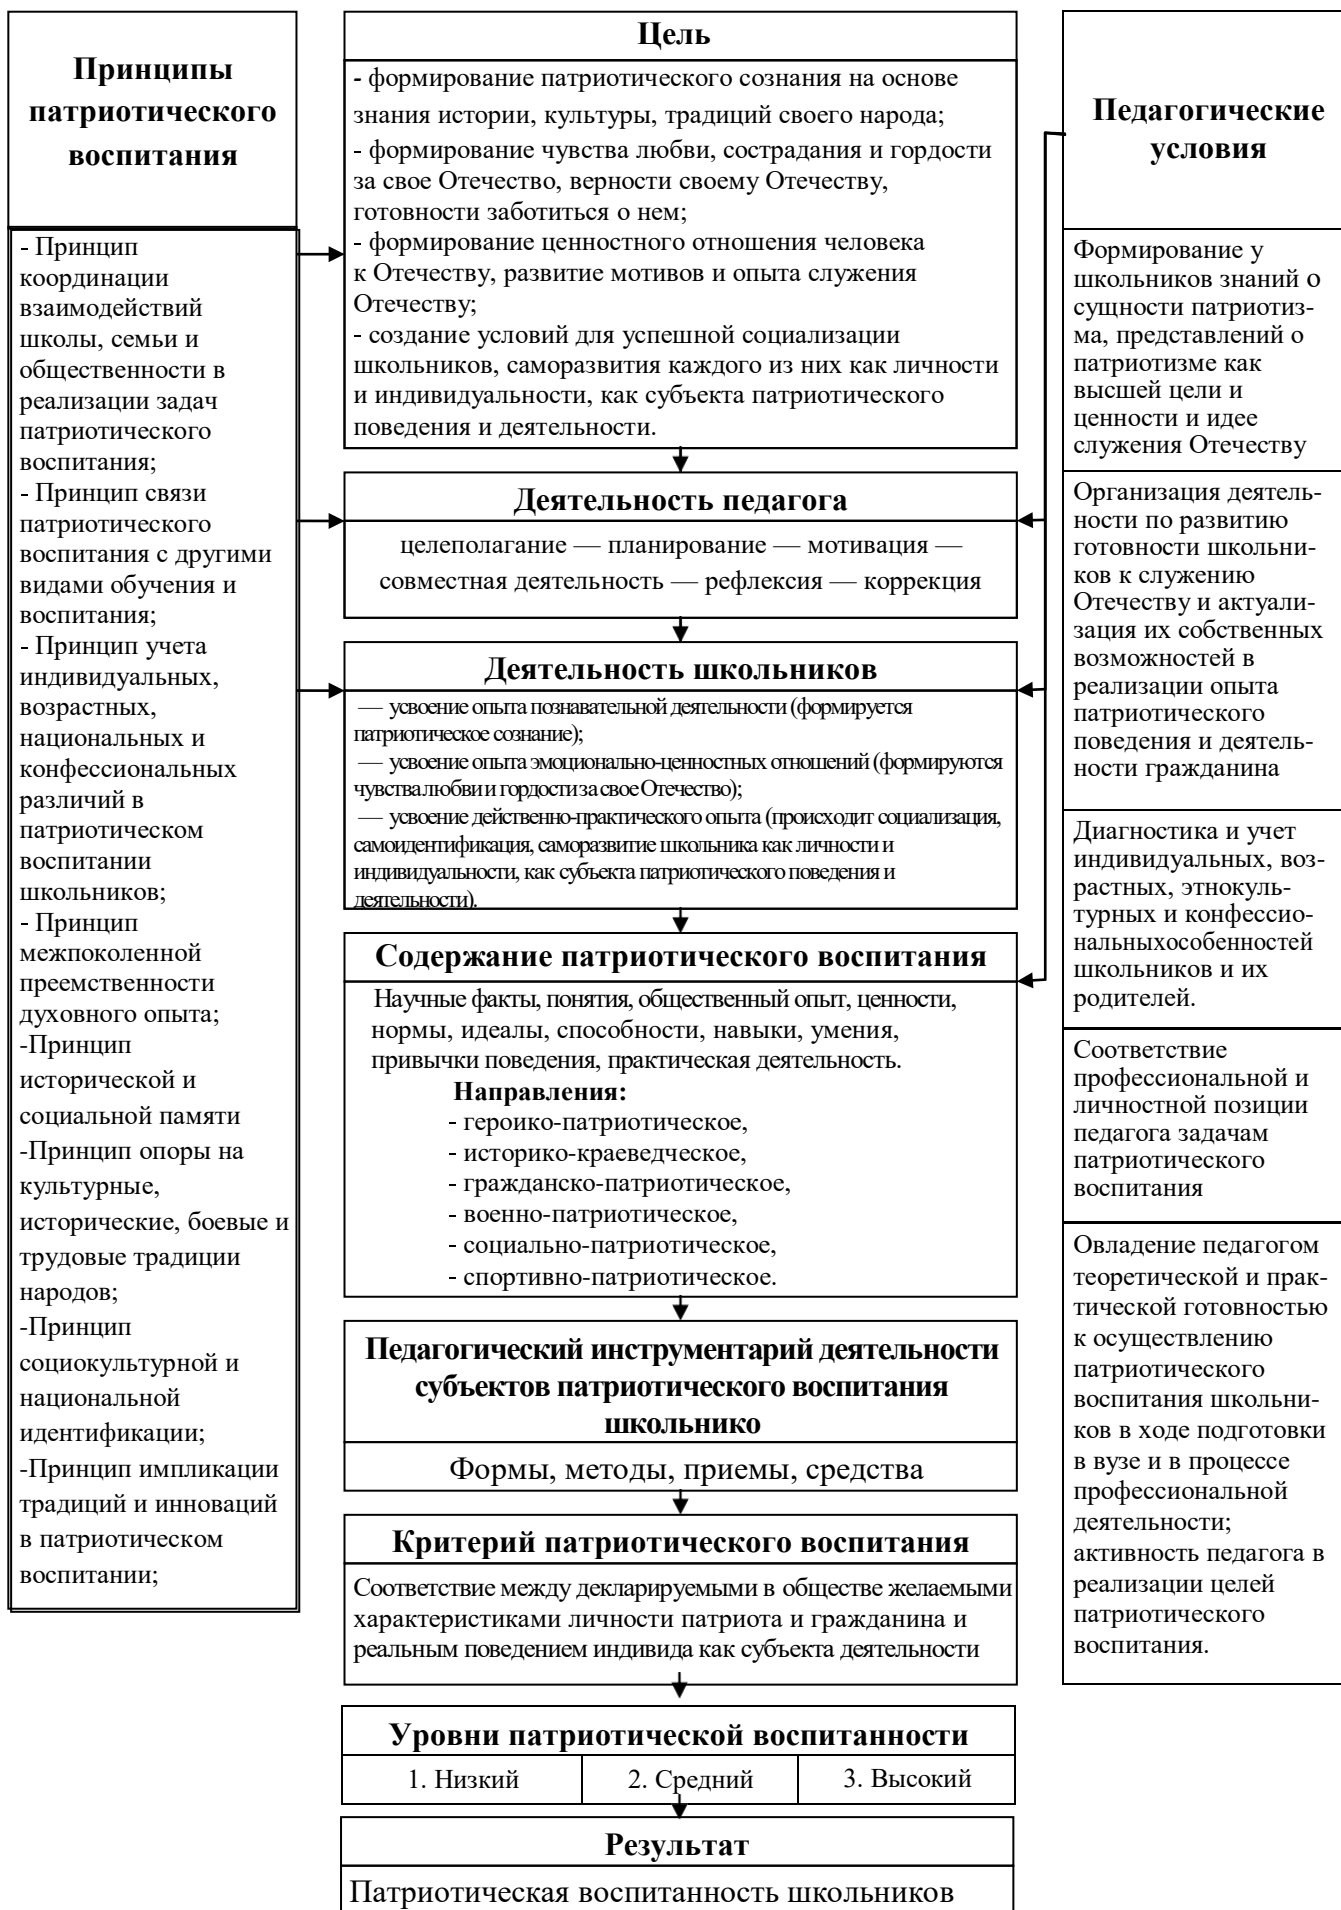 Принципы
патриотического
воспитания
- Принцип
координации
взаимодействий
школы, семьи и
общественности в
реализации задач
патриотического
воспитания;
- Принцип связи
патриотического
воспитания с другими
видами обучения и
воспитания;
- Принцип учета
индивидуальных,
возрастных,
национальных и
конфессиональных
различий в
патриотическом
воспитании
школьников;
- Принцип
межпоколенной
преемственности
духовного опыта;
-Принцип
исторической и
социальной памяти
-Принцип опоры на
культурные,
исторические, боевые и
трудовые традиции
народов;
-Принцип
социокультурной и
национальной
идентификации;
-Принцип импликации
традиций и инноваций
в патриотическом
воспитании;
Цель
- формирование патриотического сознания на основе
знания истории, культуры, традиций своего народа;
- формирование чувства любви, сострадания и гордости
за свое Отечество, верности своему Отечеству,
готовности заботиться о нем;
- формирование ценностного отношения человека
к Отечеству, развитие мотивов и опыта служения
Отечеству;
- создание условий для успешной социализации
школьников, саморазвития каждого из них как личности
и индивидуальности, как субъекта патриотического
поведения и деятельности.
Деятельность педагога
целеполагание — планирование — мотивация —
совместная деятельность — рефлексия — коррекция
Деятельность школьников
— усвоение опыта познавательной деятельности (формируется
патриотическое сознание);
— усвоение опыта эмоционально-ценностных отношений (формируются
чувства любви и гордости за свое Отечество);
— усвоение действенно-практического опыта (происходит социализация,
самоидентификация, саморазвитие школьника как личности и
индивидуальности, как субъекта патриотического поведения и
деятельности).
Содержание патриотического воспитания
Научные факты, понятия, общественный опыт, ценности,
нормы, идеалы, способности, навыки, умения,
привычки поведения, практическая деятельность.
Направления:
- героико-патриотическое,
- историко-краеведческое,
- гражданско-патриотическое,
- военно-патриотическое,
- социально-патриотическое,
- спортивно-патриотическое.
Педагогический инструментарий деятельности
субъектов патриотического воспитания
школьнико
Формы, методы, приемы, средства
Критерий патриотического воспитания
Соответствие между декларируемыми в обществе желаемыми
характеристиками личности патриота и гражданина и
реальным поведением индивида как субъекта деятельности
Уровни патриотической воспитанности
1. Низкий
2. Средний
3. Высокий
Результат
Патриотическая воспитанность школьников
Педагогические
условия
Формирование у
школьников знаний о
сущности патриотиз-
ма, представлений о
патриотизме как
высшей цели и
ценности и идее
служения Отечеству
Организация деятель-
ности по развитию
готовности школьни-
ков к служению
Отечеству и актуали-
зация их собственных
возможностей в
реализации опыта
патриотического
поведения и деятель-
ности гражданина
Диагностика и учет
индивидуальных, воз-
растных, этнокуль-
турных и конфессио-
нальныхособенностей
школьников и их
родителей.
Соответствие
профессиональной и
личностной позиции
педагога задачам
патриотического
воспитания
Овладение педагогом
теоретической и прак-
тической готовностью
к осуществлению
патриотического
воспитания школьни-
ков в ходе подготовки
в вузе и в процессе
профессиональной
деятельности;
активность педагога в
реализации целей
патриотического
воспитания.